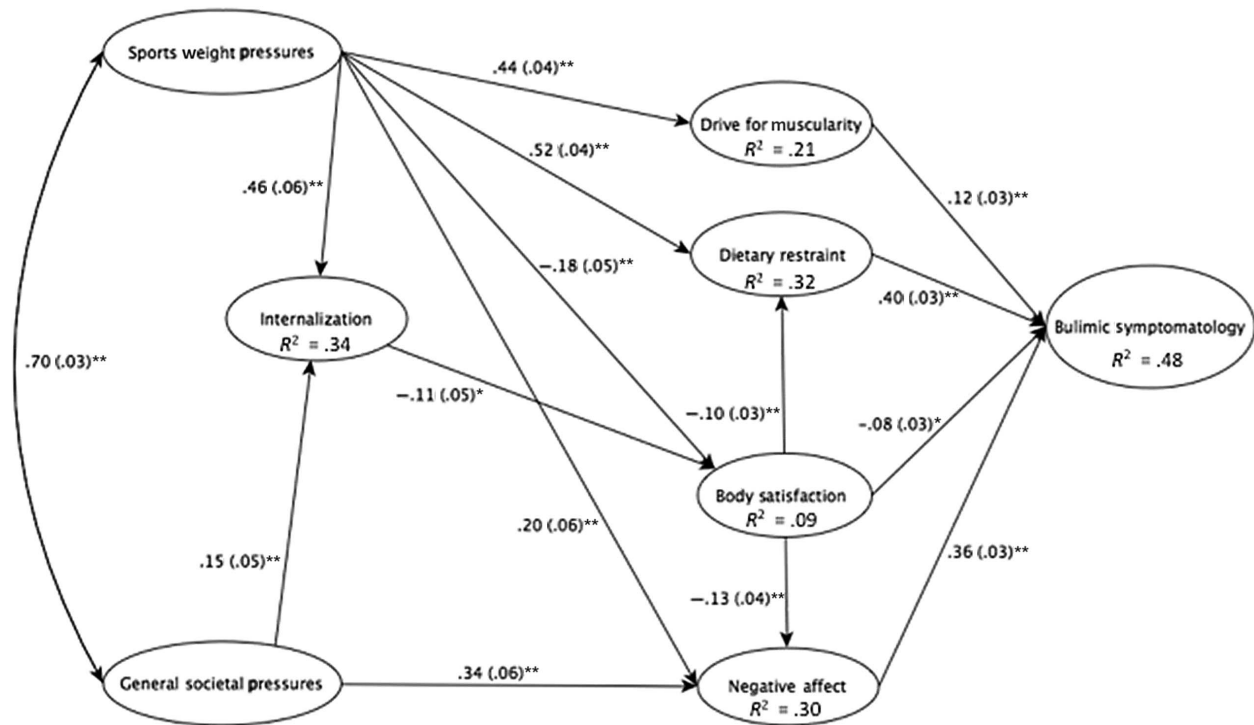 Sports weight pressures
.44 (.04)**
Drive for muscularity
R² = .21
.52 (.04)**
.46 (.06)**
.12 (.03)**
Dietary restraint
R² = .32
−.18 (.05)**
.40 (.03)**
Internalization
R² = .34
Bulimic symptomatology
R² = .48
.70 (.03)**
−.11 (.05)*
−.10 (.03)**
-.08 (.03)*
Body satisfaction
R² = .09
.20 (.06)**
.15 (.05)**
.36 (.03)**
−.13 (.04)**
General societal pressures
.34 (.06)**
Negative affect
R² = .30